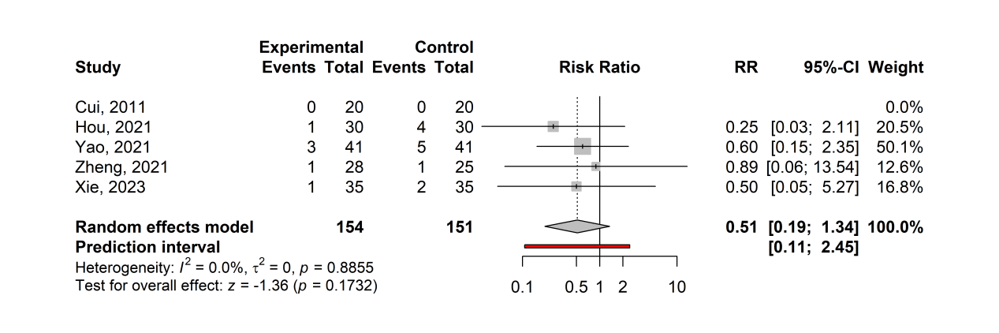 Experimental Control
Study Events Total Events Total Risk Ratio RR 95%-CI Weight
Cui, 2011 0 20 0 20 0.0%
Hou, 2021 1 30 4 30 0.25 [0.03; 2.11] 20.5%
Yao, 2021 3 41 5 41 0.60 [0.15; 2.35] 50.1%
Zheng, 2021 1 28 1 25 0.89 [0.06; 13.54] 12.6%
Xie, 2023 1 35 2 35 0.50 [0.05; 5.27] 16.8%
Random effects model 154 151 0.51 [0.19; 1.34] 100.0%
Prediction interval [0.11; 2.45]
Heterogeneity: I² = 0.0%, τ² = 0, p = 0.8855
Test for overall effect: z = -1.36 (p = 0.1732)
0.1 0.5 1 2 10